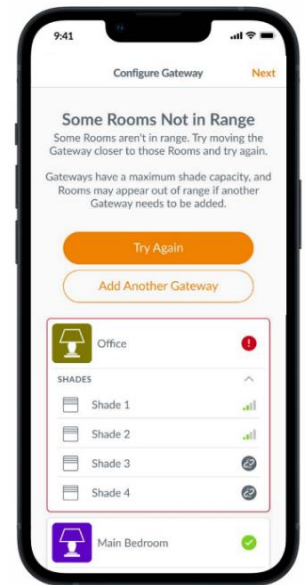 9:41
Configure Gateway
Next
Some Rooms Not in Range
Some Rooms aren't in range. Try moving the
Gateway closer to those Rooms and try again.
Gateways have a maximum shade capacity, and
Rooms may appear out of range if another
Gateway needs to be added.
Try Again
Add Another Gateway
Office
SHADES
Shade 1
Shade 2
Shade 3
Shade 4
Main Bedroom